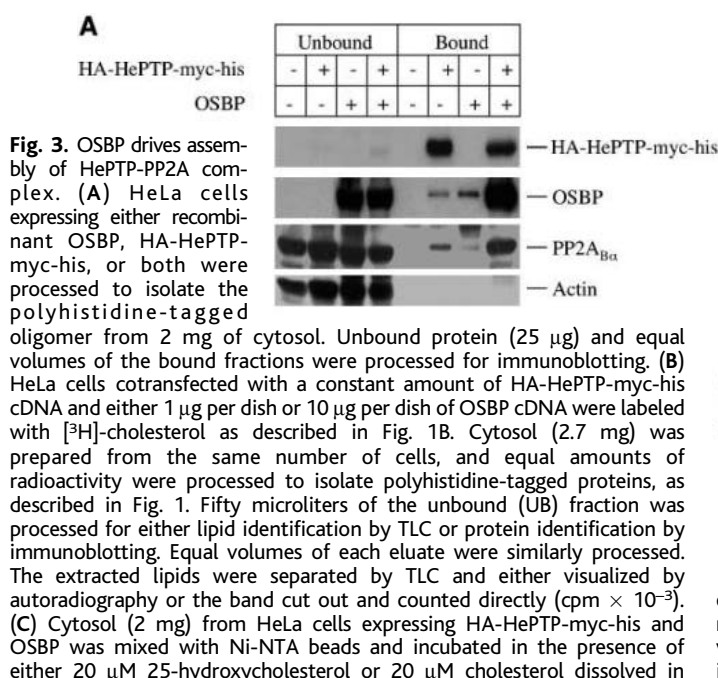 A
Unbound Bound
HA-HePTP-myc-his - + - + - + - +
OSBP - - + + - - + +
HA-HePTP-myc-his
OSBP
PP2A_Bα
Actin
Fig. 3. OSBP drives assem-
bly of HePTP-PP2A com-
plex. (A) HeLa cells
expressing either recombi-
nant OSBP, HA-HePTP-
myc-his, or both were
processed to isolate the
polyhistidine-tagged
oligomer from 2 mg of cytosol. Unbound protein (25 μg) and equal
volumes of the bound fractions were processed for immunoblotting. (B)
HeLa cells cotransfected with a constant amount of HA-HePTP-myc-his
cDNA and either 1 μg per dish or 10 μg per dish of OSBP cDNA were labeled
with [³H]-cholesterol as described in Fig. 1B. Cytosol (2.7 mg) was
prepared from the same number of cells, and equal amounts of
radioactivity were processed to isolate polyhistidine-tagged proteins, as
described in Fig. 1. Fifty microliters of the unbound (UB) fraction was
processed for either lipid identification by TLC or protein identification by
immunoblotting. Equal volumes of each eluate were similarly processed.
The extracted lipids were separated by TLC and either visualized by
autoradiography or the band cut out and counted directly (cpm × 10⁻³).
(C) Cytosol (2 mg) from HeLa cells expressing HA-HePTP-myc-his and
OSBP was mixed with Ni-NTA beads and incubated in the presence of
either 20 μM 25-hydroxycholesterol or 20 μM cholesterol dissolved in